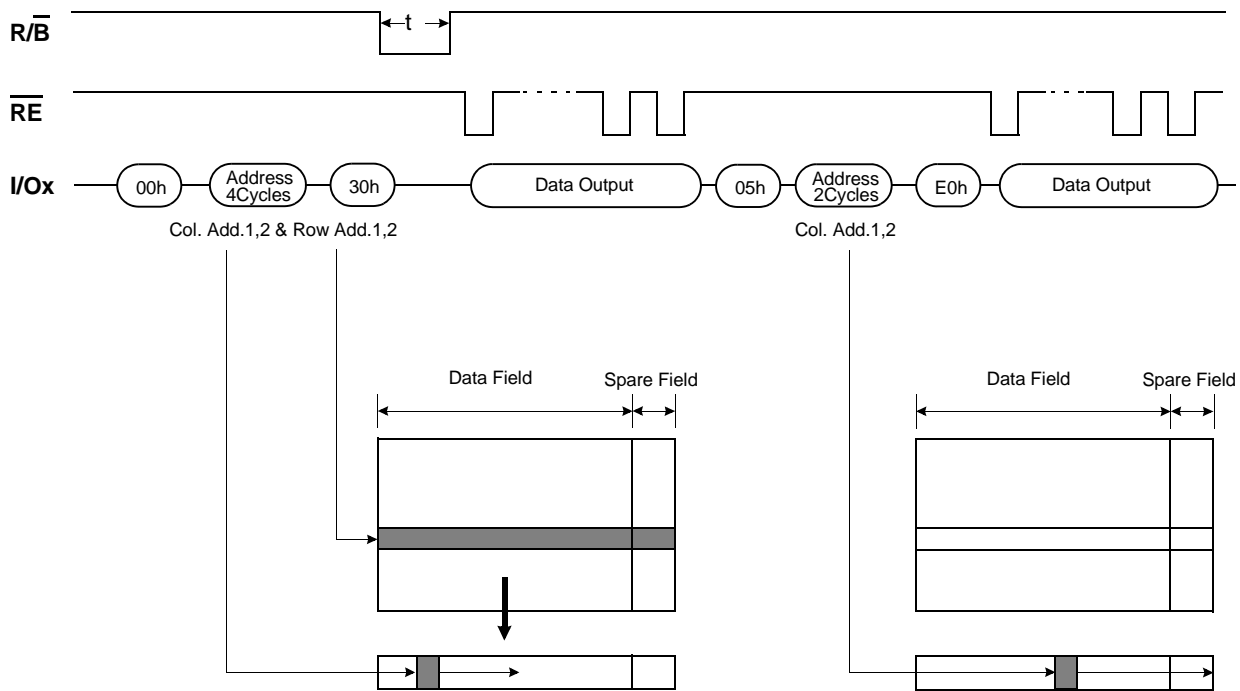 R/B
t
RE
I/Ox
00h
Address
4Cycles
30h
Data Output
05h
Address
2Cycles
E0h
Data Output
Col. Add.1,2 & Row Add.1,2
Col. Add.1,2
Data Field
Spare Field
Data Field
Spare Field